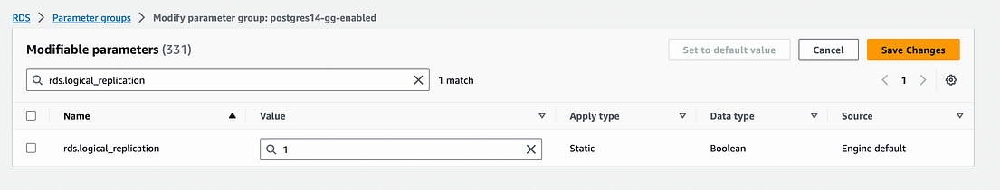 RDS > Parameter groups > Modify parameter group: postgres14-gg-enabled
Modifiable parameters (331) Set to default value Cancel Save Changes
rds.logical_replication 1 match 1
Name Value Apply type Data type Source
rds.logical_replication 1 Static Boolean Engine default